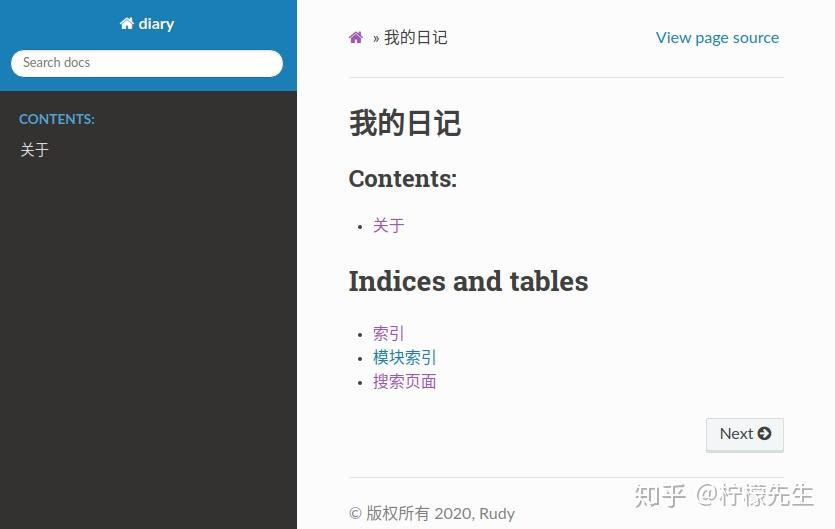 diary
Search docs
CONTENTS:
关于
» 我的日记
View page source
我的日记
Contents:
关于
Indices and tables
索引
模块索引
搜索页面
Next
© 版权所有 2020, Rudy
知乎 @柠檬先生